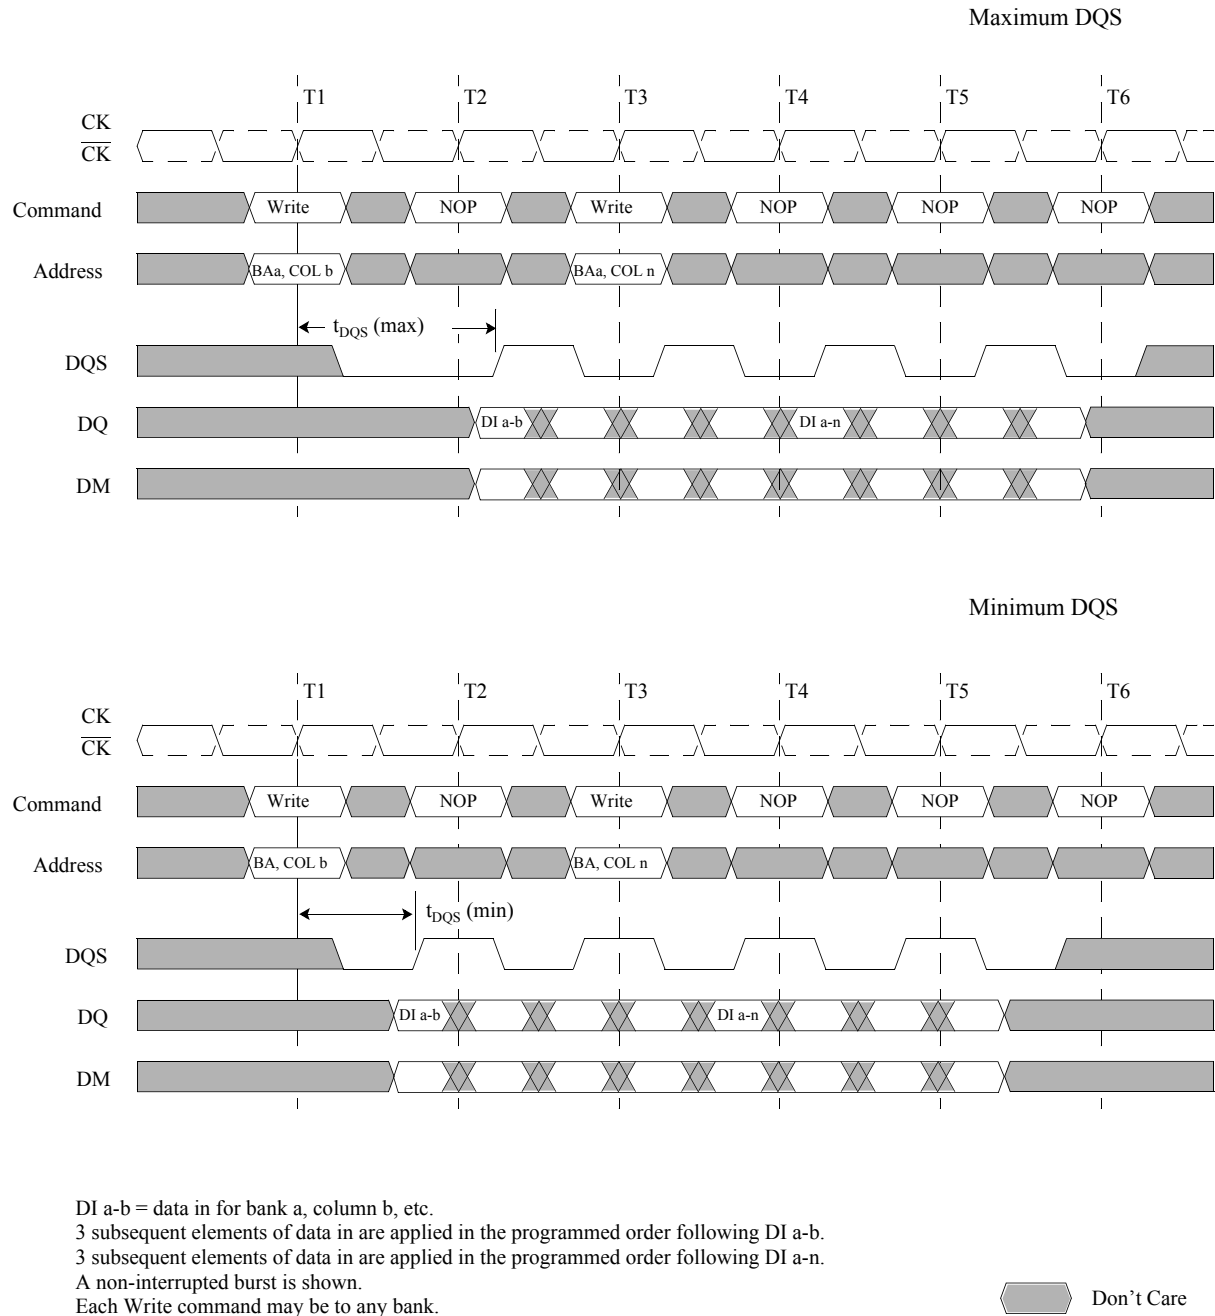 Maximum DQS
T1 T2 T3 T4 T5 T6
CK
CK
Command Write NOP Write NOP NOP NOP
Address BAa, COL b BAa, COL n
tDQS (max)
DQS
DQ DI a-b DI a-n
DM
Minimum DQS
T1 T2 T3 T4 T5 T6
CK
CK
Command Write NOP Write NOP NOP NOP
Address BA, COL b BA, COL n
tDQS (min)
DQS
DQ DI a-b DI a-n
DM
DI a-b = data in for bank a, column b, etc.
3 subsequent elements of data in are applied in the programmed order following DI a-b.
3 subsequent elements of data in are applied in the programmed order following DI a-n.
A non-interrupted burst is shown.
Each Write command may be to any bank.
Don't Care